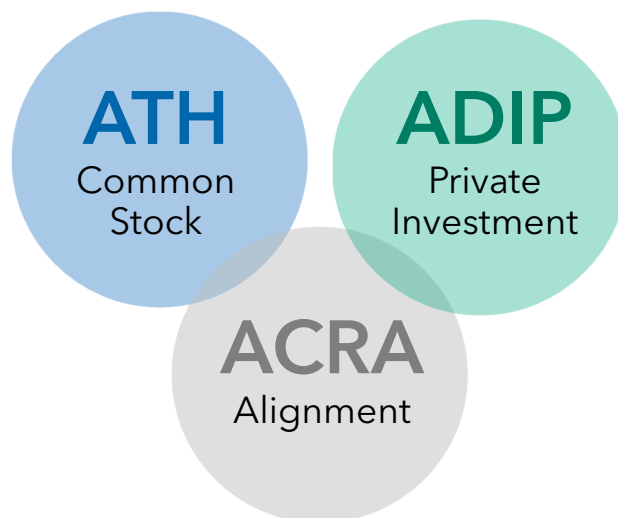 ATH
Common
Stock
ADIP
Private
Investment
ACRA
Alignment